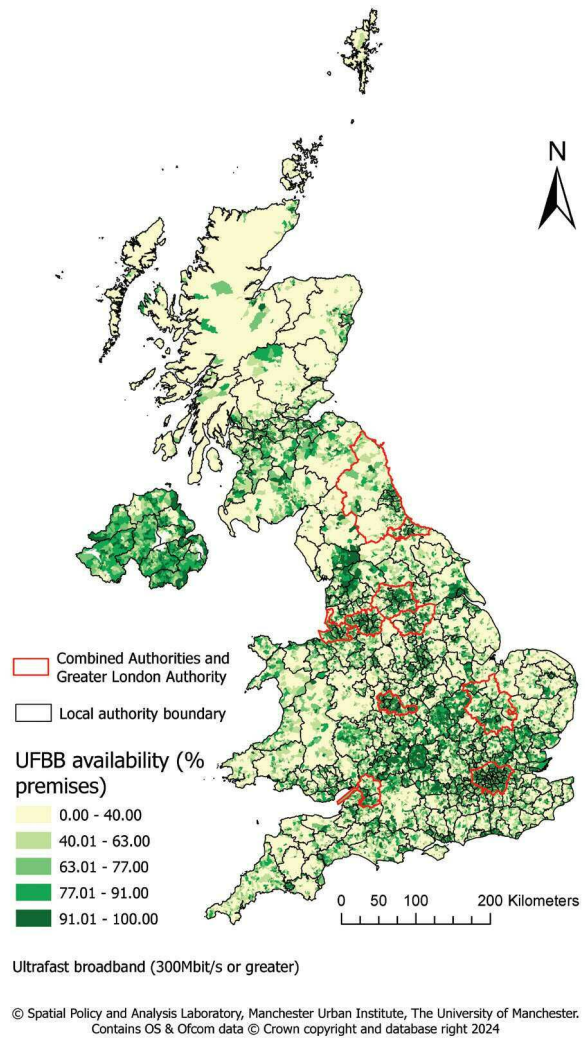 N
Combined Authorities and
Greater London Authority
Local authority boundary
UFBB availability (%
premises)
0.00 - 40.00
40.01 - 63.00
63.01 - 77.00
77.01 - 91.00
91.01 - 100.00
0 50 100 200 Kilometers
Ultrafast broadband (300Mbit/s or greater)
© Spatial Policy and Analysis Laboratory, Manchester Urban Institute, The University of Manchester.
Contains OS & Ofcom data © Crown copyright and database right 2024